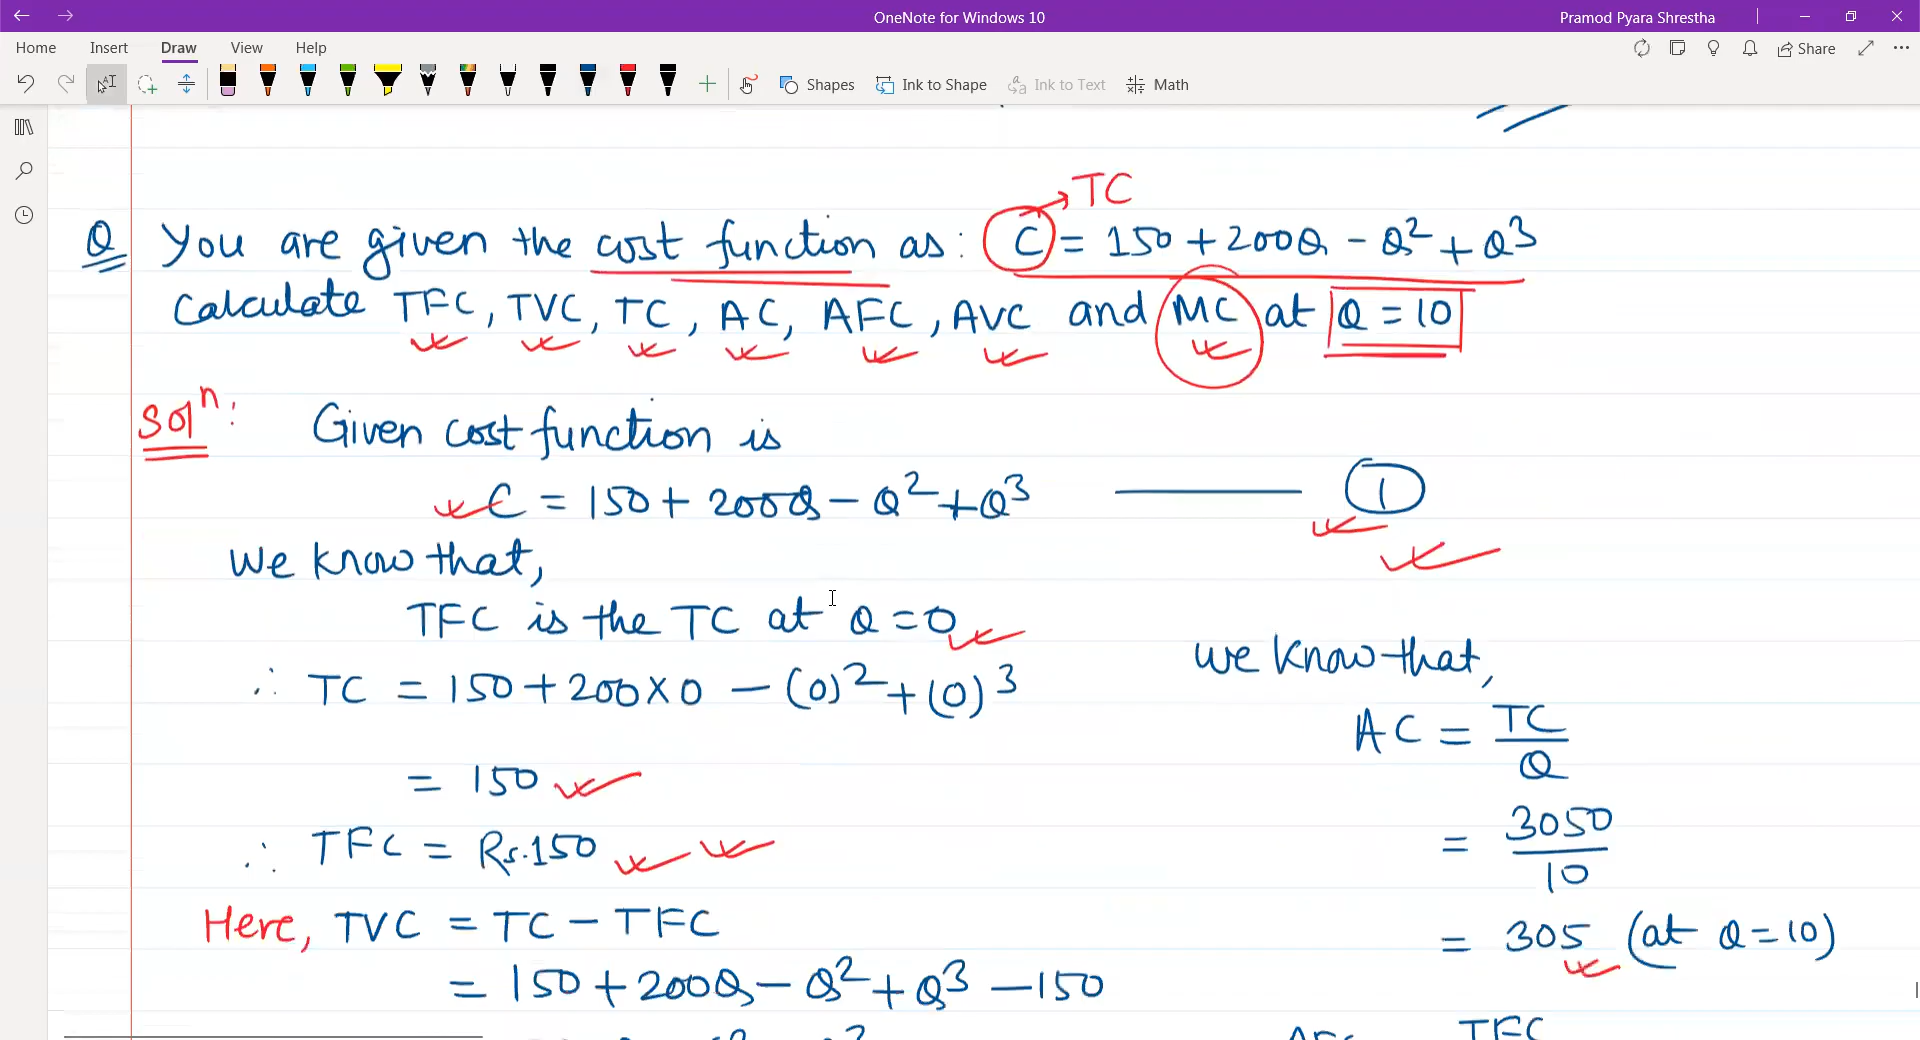 OneNote for Windows 10
Pramod Pyara Shrestha
Home Insert Draw View Help
Share
Shapes Ink to Shape Ink to Text Math
→ TC
Q You are given the cost function as: C = 150 + 200Q - Q² + Q³
Calculate TFC, TVC, TC, AC, AFC, AVC and MC at Q = 10
Solⁿ:
Given cost function is
C = 150 + 200Q - Q² + Q³ ——— 1
We know that,
TFC is the TC at Q = 0
∴ TC = 150 + 200 × 0 - (0)² + (0)³
= 150
∴ TFC = Rs. 150
Here, TVC = TC - TFC
= 150 + 200Q - Q² + Q³ - 150
We know that,
AC = TC / Q
= 3050 / 10
= 305 (at Q = 10)
TFC